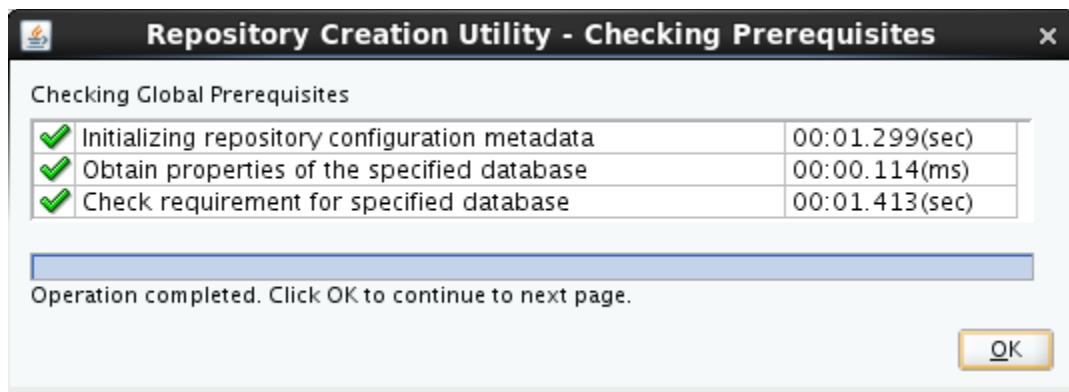 Repository Creation Utility - Checking Prerequisites
Checking Global Prerequisites
Initializing repository configuration metadata 00:01.299(sec)
Obtain properties of the specified database 00:00.114(ms)
Check requirement for specified database 00:01.413(sec)
Operation completed. Click OK to continue to next page.
OK